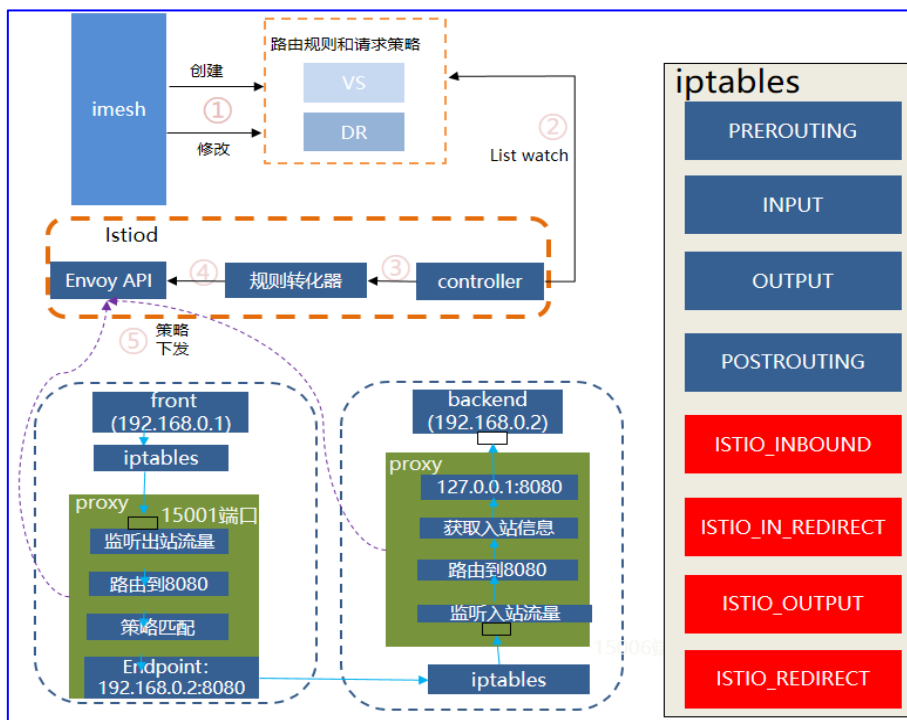 imesh
创建
①
修改
路由规则和请求策略
VS
DR
②
List watch
Istiod
Envoy API
④
规则转化器
③
controller
⑤
策略
下发
front
(192.168.0.1)
iptables
proxy
15001端口
监听出站流量
路由到8080
策略匹配
Endpoint:
192.168.0.2:8080
backend
(192.168.0.2)
proxy
127.0.0.1:8080
获取入站信息
路由到8080
监听入站流量
iptables
iptables
PREROUTING
INPUT
OUTPUT
POSTROUTING
ISTIO_INBOUND
ISTIO_IN_REDIRECT
ISTIO_OUTPUT
ISTIO_REDIRECT